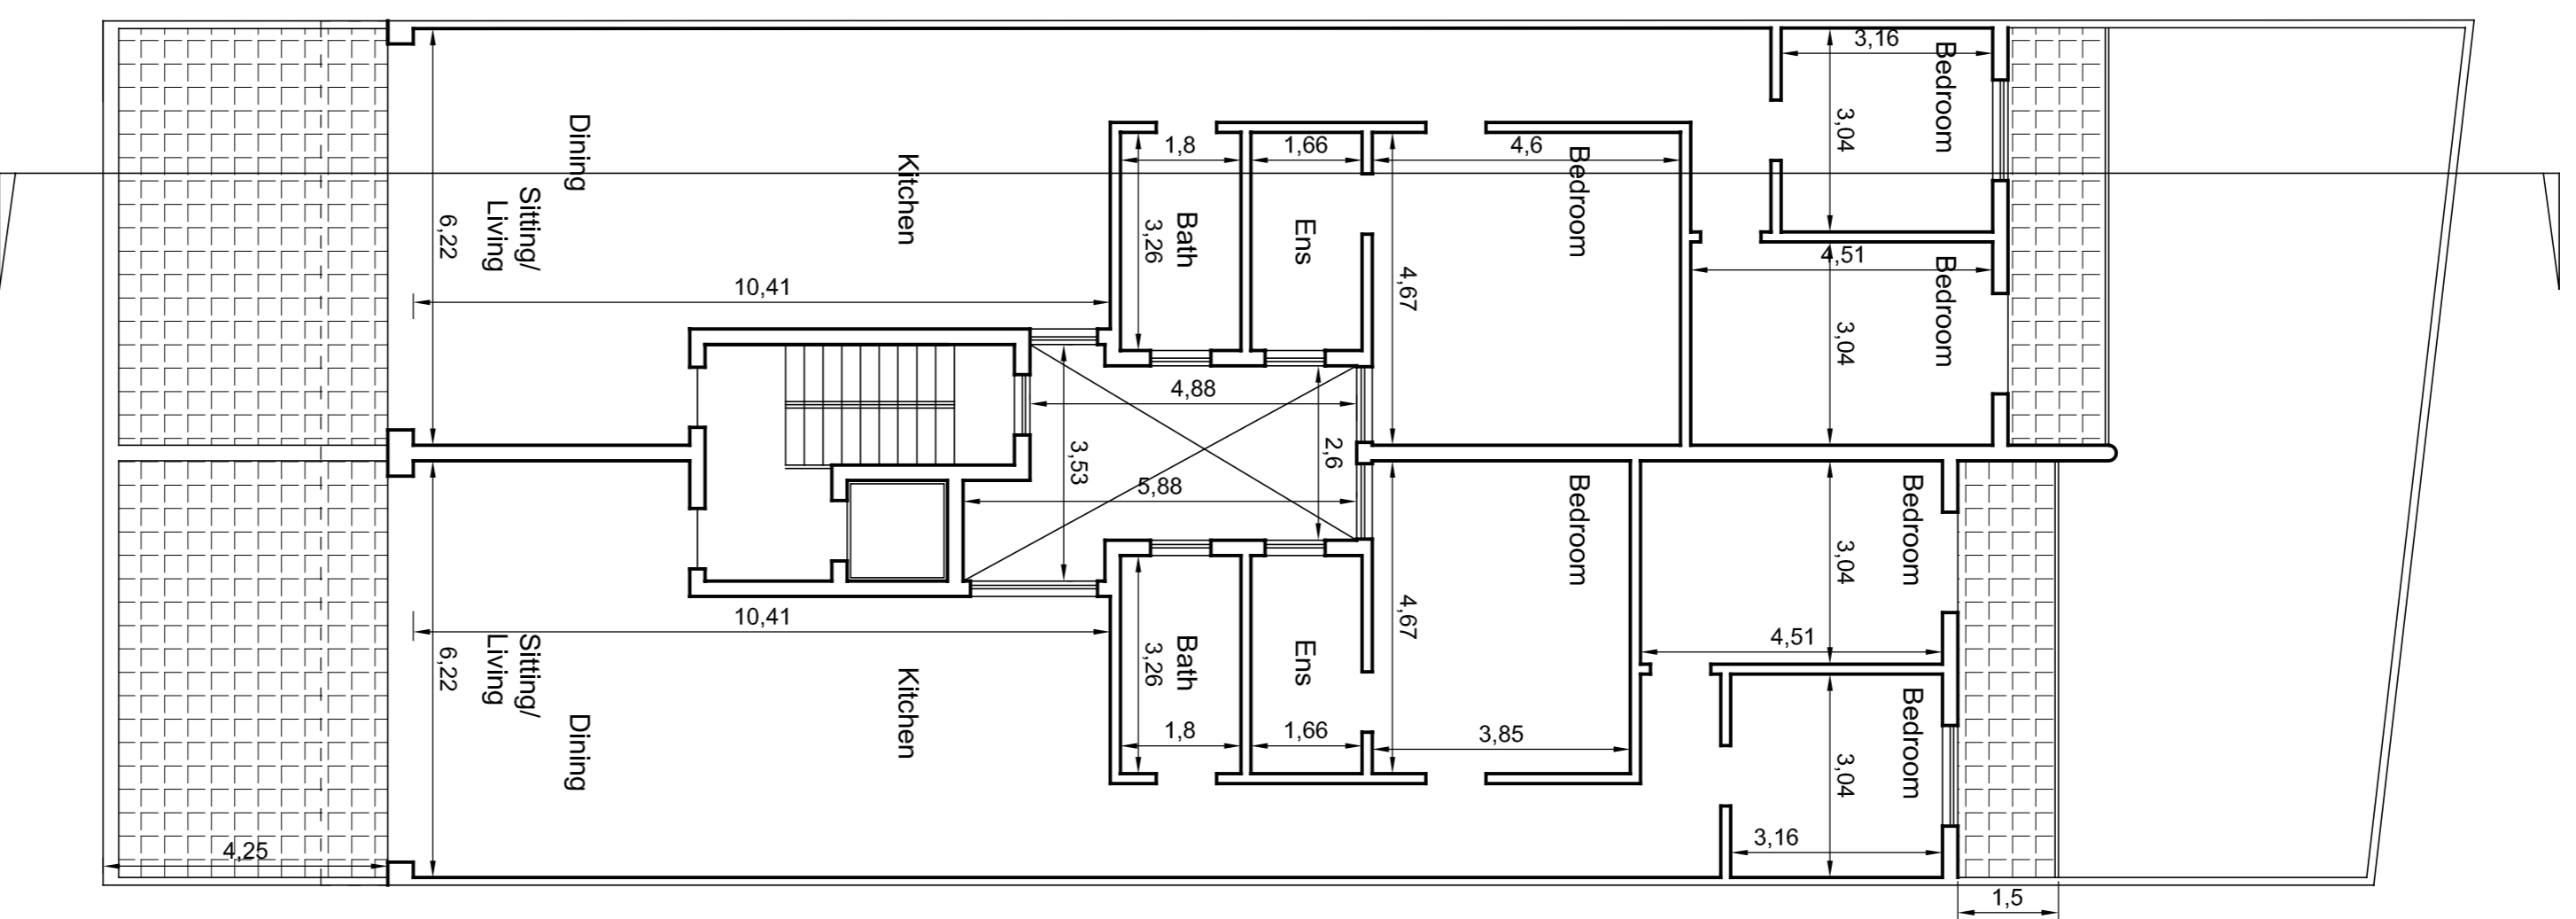 3,16
Bedroom
3,04
1,8
1,66
4,6
Bedroom
Dining
Kitchen
Sitting/
Living
6,22
Bath
3,26
Ens
4,67
4,51
Bedroom
3,04
10,41
4,88
2,6
3,53
5,88
10,41
Sitting/
Living
6,22
Dining
Kitchen
Bath
3,26
Ens
1,8
1,66
4,67
3,85
Bedroom
Bedroom
3,04
4,51
Bedroom
3,04
3,16
4,25
1,5